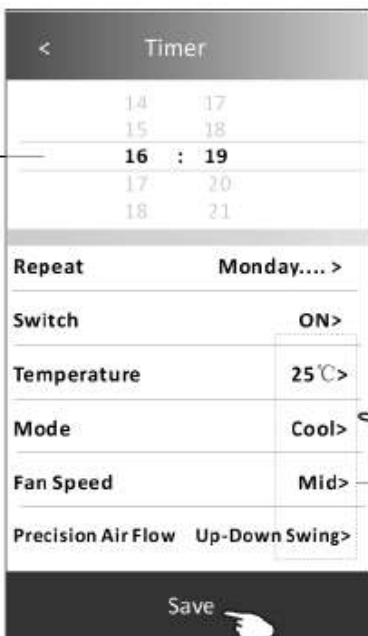 < Timer
14 17
15 18
16 : 19
17 20
18 21
Repeat Monday.... >
Switch ON>
Temperature 25℃>
Mode Cool>
Fan Speed Mid>
Precision Air Flow Up-Down Swing>
Save